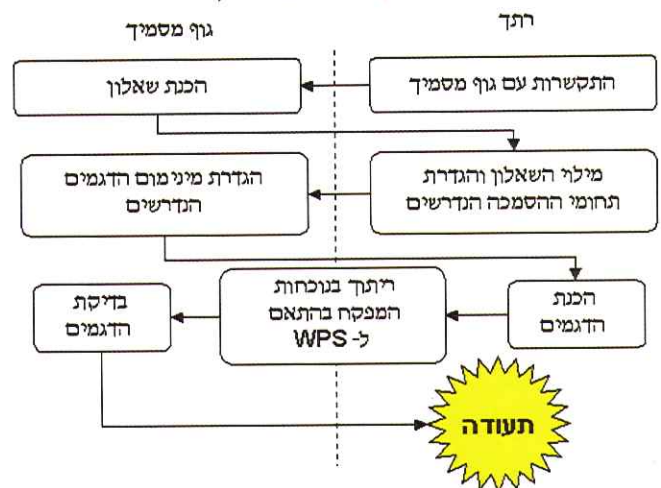 רתך
גוף מסמיך
התקשרות עם גוף מסמיך
הכנת שאלון
מילוי השאלון והגדרת
תחומי ההסמכה הנדרשים
הגדרת מינימום הדגמים
הנדרשים
הכנת
הדגמים
ריתוך בנוכחות
המפקח בהתאם
ל- WPS
בדיקת
הדגמים
תעודה